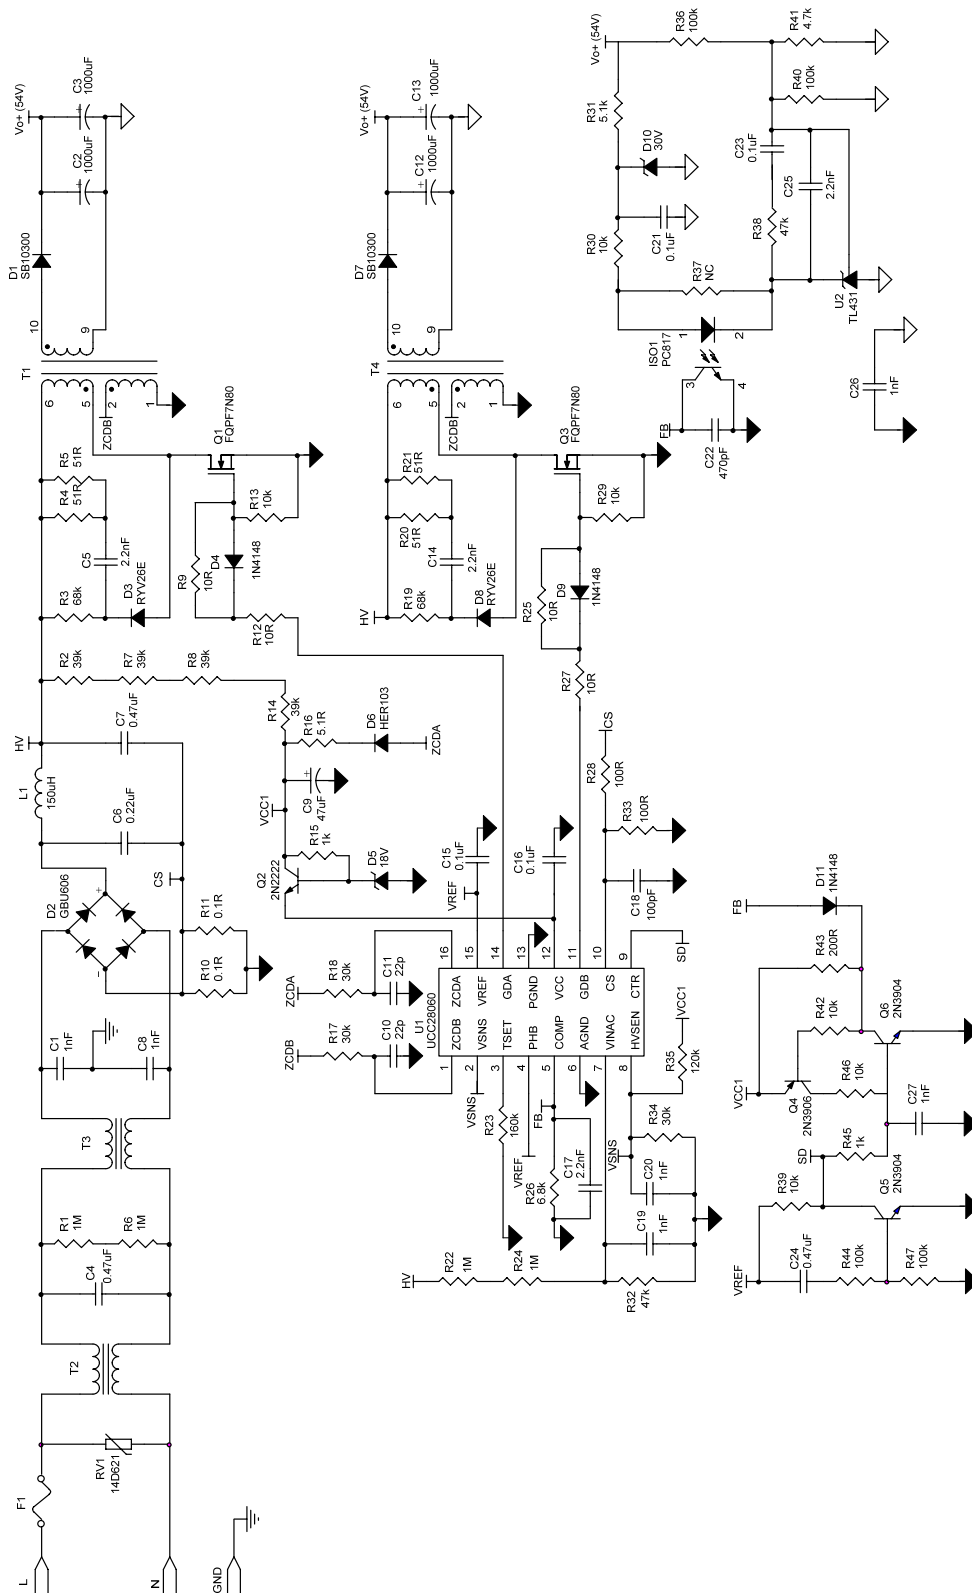 L
N
GND
F1
RV1
14D621
T2
C4
0.47uF
R1
1M
R6
1M
T3
C1
1nF
C8
1nF
D2
GBU606
+
-
R10
0.1R
R11
0.1R
CS
C6
0.22uF
L1
150uH
HV
C7
0.47uF
R2
39k
R7
39k
R8
39k
R3
68k
D3
RYV26E
C5
2.2nF
R4
51R
R5
51R
T1
6
5
2
1
10
9
ZCDB
D1
SB10300
C2
1000uF
C3
1000uF
Vo+ (54V)
Q1
FQPF7N80
R9
10R
D4
1N4148
R13
10k
R12
10R
R14
39k
R16
5.1R
D6
HER103
ZCDA
VCC1
C9
47uF
R15
1k
Q2
2N2222
D5
18V
HV
R19
68k
D8
RYV26E
C14
2.2nF
R20
51R
R21
51R
T4
6
5
2
1
10
9
ZCDB
D7
SB10300
C12
1000uF
C13
1000uF
Vo+ (54V)
Q3
FQPF7N80
R25
10R
D9
1N4148
R29
10k
R27
10R
ZCDB
ZCDA
R17
30k
R18
30k
C10
22p
C11
22p
U1
UCC28060
1
ZCDB
2
VSNS
3
TSET
4
PHB
5
COMP
6
AGND
7
VINAC
8
HVSEN
16
ZCDA
15
VREF
14
GDA
13
PGND
12
VCC
11
GDB
10
CS
9
CTR
VREF
C15
0.1uF
C16
0.1uF
VSNS
R23
160k
VREF
FB
R26
6.8k
C17
2.2nF
HV
R22
1M
R24
1M
R32
47k
C19
1nF
C20
1nF
VSNS
R34
30k
R35
120k
VCC1
SD
C18
100pF
R33
100R
R28
100R
CS
FB
C22
470pF
ISO1
PC817
3
4
1
2
R37
NC
R30
10k
C21
0.1uF
D10
30V
R31
5.1k
Vo+ (54V)
R36
100k
R41
4.7k
R40
100k
C23
0.1uF
R38
47k
C25
2.2nF
U2
TL431
C26
1nF
VREF
C24
0.47uF
R44
100k
R47
100k
R39
10k
Q5
2N3904
SD
R45
1k
C27
1nF
VCC1
Q4
2N3906
R46
10k
R42
10k
R43
200R
Q6
2N3904
FB
D11
1N4148